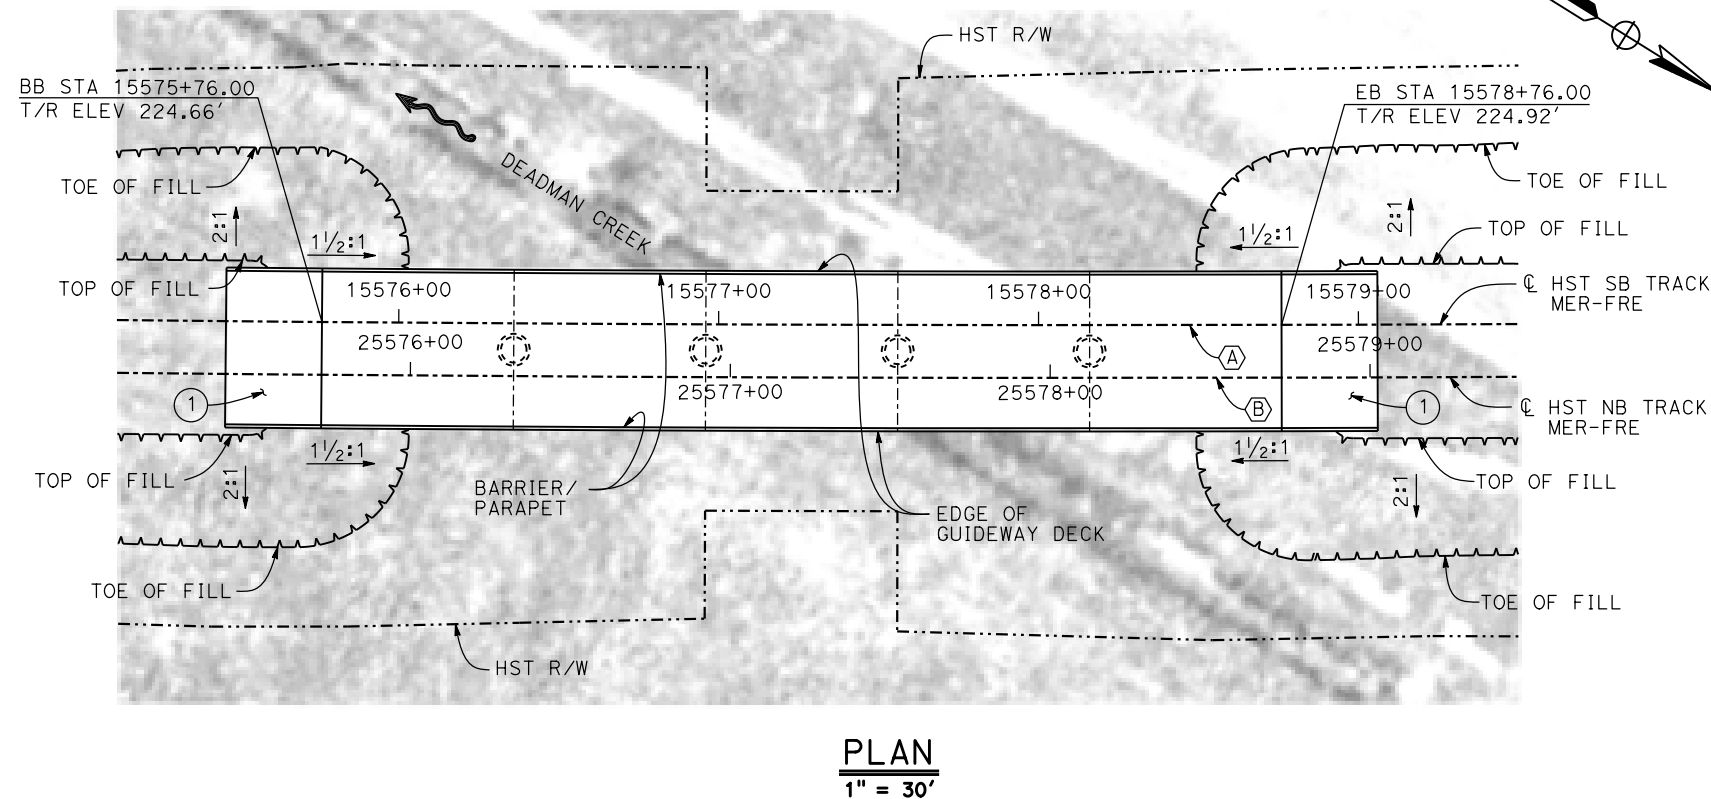 HST R/W
BB STA 15575+76.00
T/R ELEV 224.66'
EB STA 15578+76.00
T/R ELEV 224.92'
DEADMAN CREEK
TOE OF FILL
TOE OF FILL
2:1
1½:1
1½:1
2:1
TOP OF FILL
TOP OF FILL
15576+00
15577+00
15578+00
15579+00
℄ HST SB TRACK
MER-FRE
25576+00
25579+00
A
25577+00
25578+00
1
B
1
℄ HST NB TRACK
MER-FRE
1½:1
1½:1
TOP OF FILL
2:1
BARRIER/
PARAPET
2:1
TOP OF FILL
EDGE OF
GUIDEWAY DECK
TOE OF FILL
TOE OF FILL
HST R/W
PLAN
1" = 30'